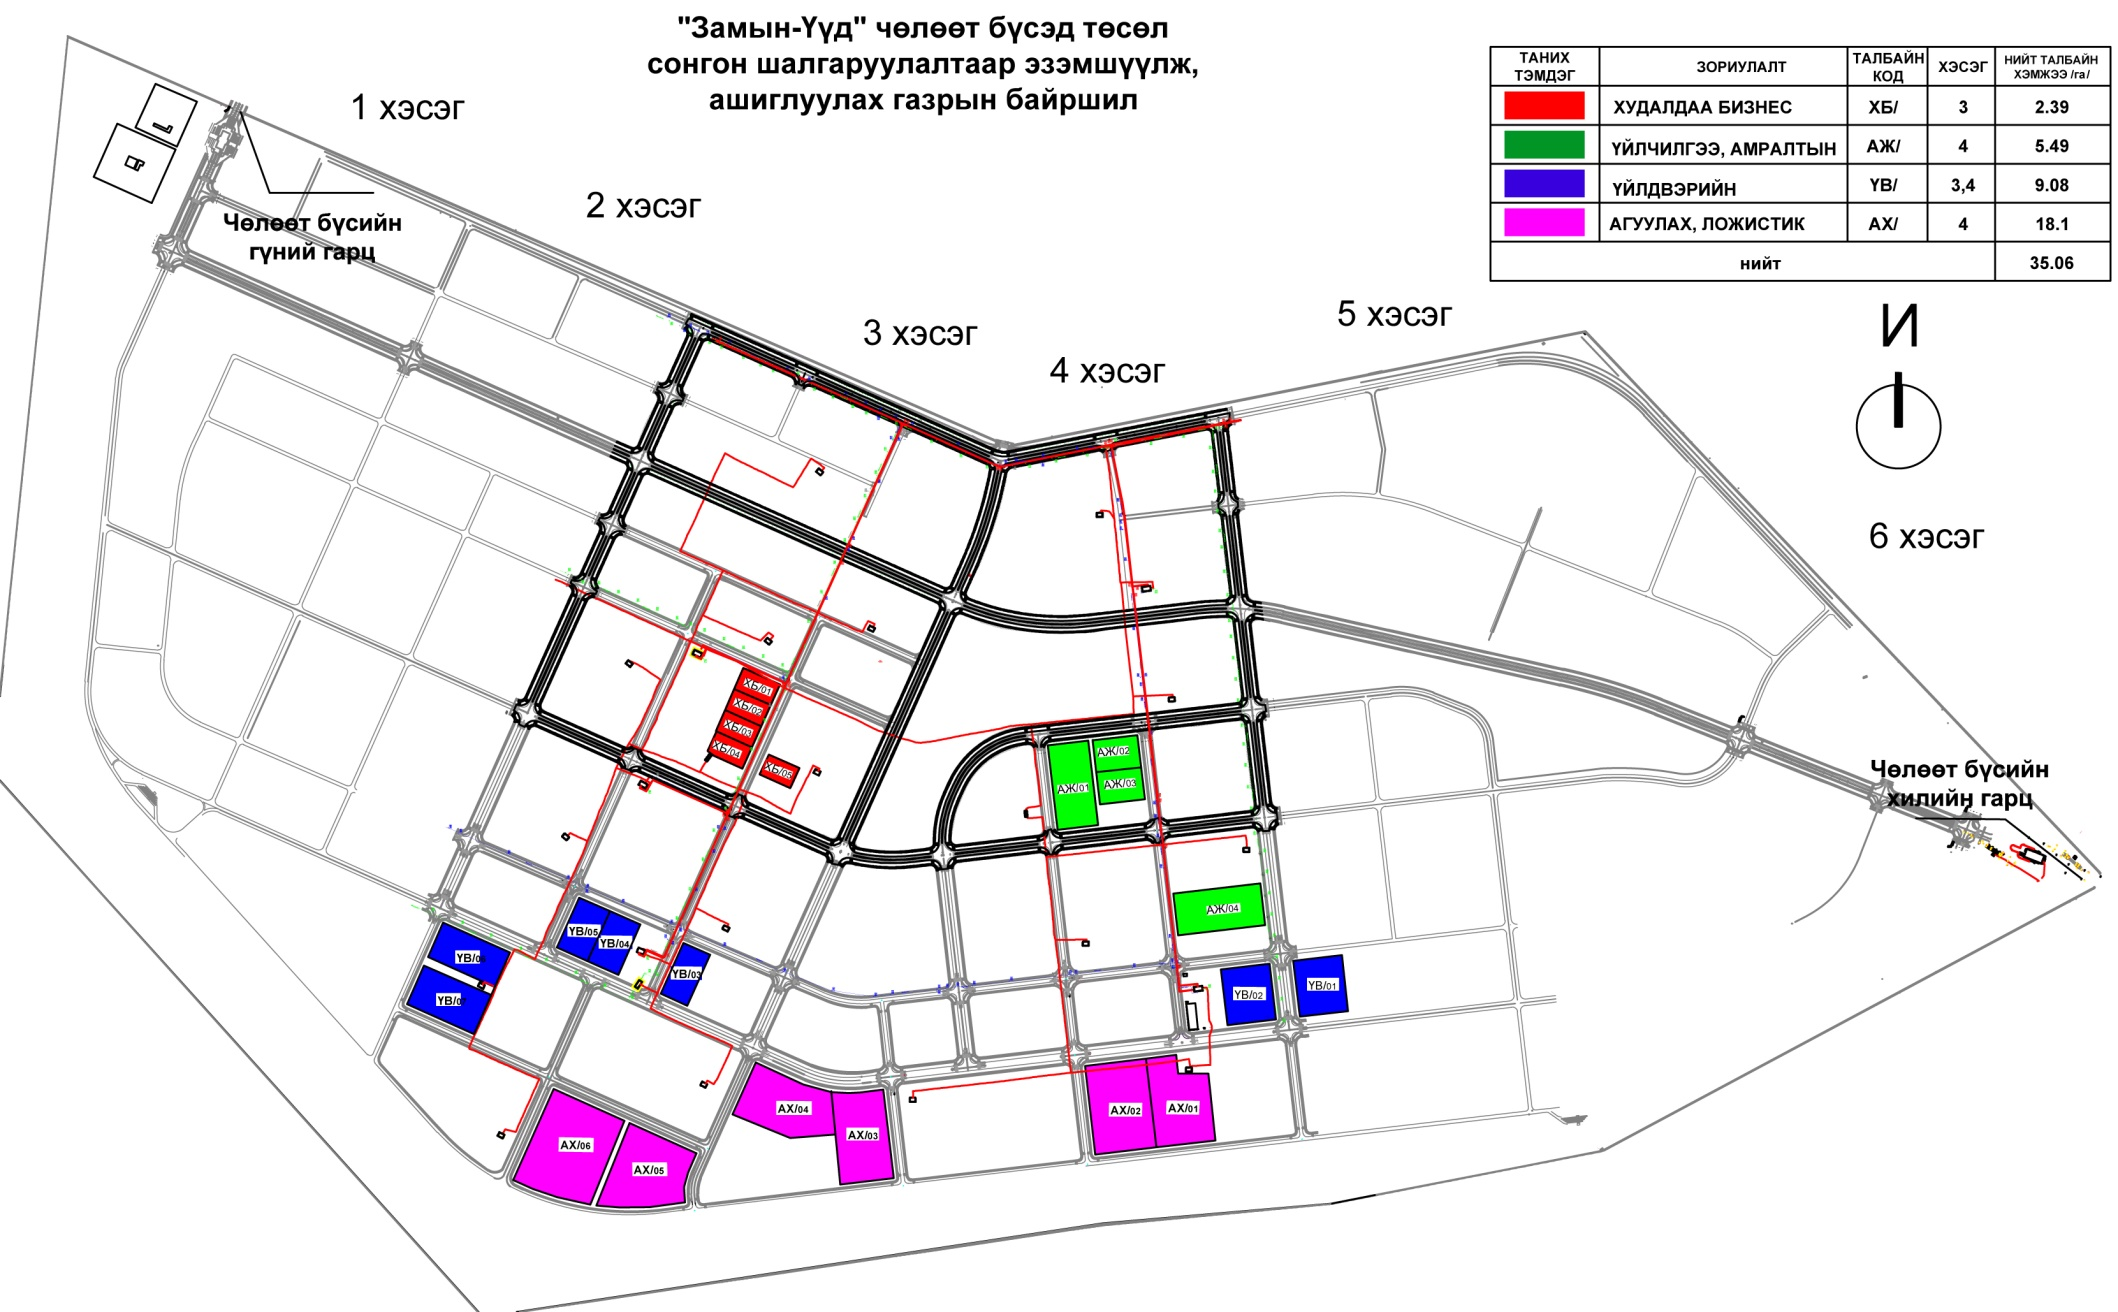 "Замын-Үүд" чөлөөт бүсэд төсөл
сонгон шалгаруулалтаар эзэмшүүлж,
ашиглуулах газрын байршил
ТАНИХ ТЭМДЭГ ЗОРИУЛАЛТ ТАЛБАЙН КОД ХЭСЭГ НИЙТ ТАЛБАЙН ХЭМЖЭЭ /га/
ХУДАЛДАА БИЗНЕС ХБ/ 3 2.39
ҮЙЛЧИЛГЭЭ, АМРАЛТЫН АЖ/ 4 5.49
ҮЙЛДВЭРИЙН ҮВ/ 3,4 9.08
АГУУЛАХ, ЛОЖИСТИК АХ/ 4 18.1
нийт 35.06
1 хэсэг
2 хэсэг
3 хэсэг
4 хэсэг
5 хэсэг
6 хэсэг
И
Чөлөөт бүсийн
гүний гарц
Чөлөөт бүсийн
хилийн гарц
ХБ/01
ХБ/02
ХБ/03
ХБ/04
ХБ/05
АЖ/01
АЖ/02
АЖ/03
АЖ/04
ҮВ/05
ҮВ/04
ҮВ/03
ҮВ/02
ҮВ/01
ҮВ/07
АХ/04
АХ/03
АХ/02
АХ/01
АХ/06
АХ/05